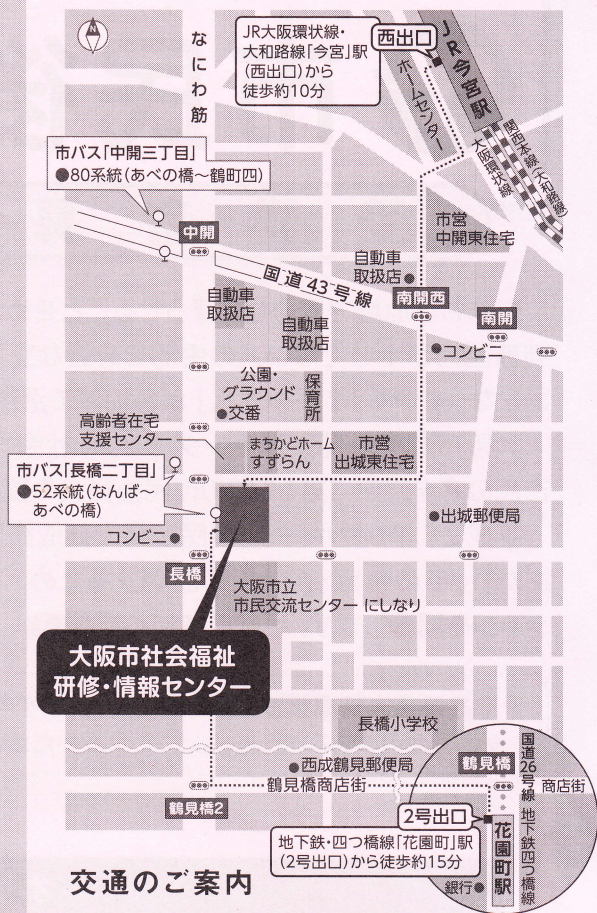 N
なにわ筋
JR大阪環状線・
大和路線「今宮」駅
(西出口)から
徒歩約10分
西出口
JR今宮駅
ホームセンター
大阪環状線
関西本線(大和路線)
市バス「中開三丁目」
●80系統(あべの橋～鶴町四)
中開
国道43号線
市営
中開東住宅
自動車
取扱店
南開西
南開
自動車
取扱店
自動車
取扱店
コンビニ
公園・
グラウンド
保育所
交番
高齢者在宅
支援センター
まちかどホーム
すずらん
市営
出城東住宅
市バス「長橋二丁目」
●52系統(なんば～
あべの橋)
出城郵便局
コンビニ
長橋
大阪市立
市民交流センター にしなり
大阪市社会福祉
研修・情報センター
長橋小学校
西成鶴見郵便局
鶴見橋
国道26号線
鶴見橋商店街
商店街
鶴見橋2
2号出口
地下鉄・四つ橋線「花園町」駅
(2号出口)から徒歩約15分
花園町駅
地下鉄四つ橋線
銀行
交通のご案内